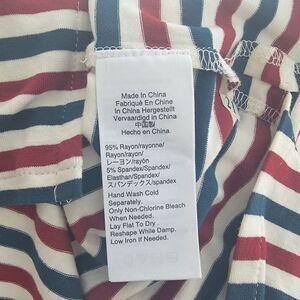 Made In China
Fabriqué En Chine
In China Hergestellt
Vervaardigd in China
中国製
Hecho en China
95% Rayon/rayonne/
Rayon/Rayon/
レーヨン/rayón
5% Spandex/Spandex/
Elasthan/Spandex/
スパンデックス/spandex
Hand Wash Cold
Separately.
Only Non-Chlorine Bleach
When Needed.
Lay Flat To Dry
Reshape While Damp.
Low Iron If Needed.